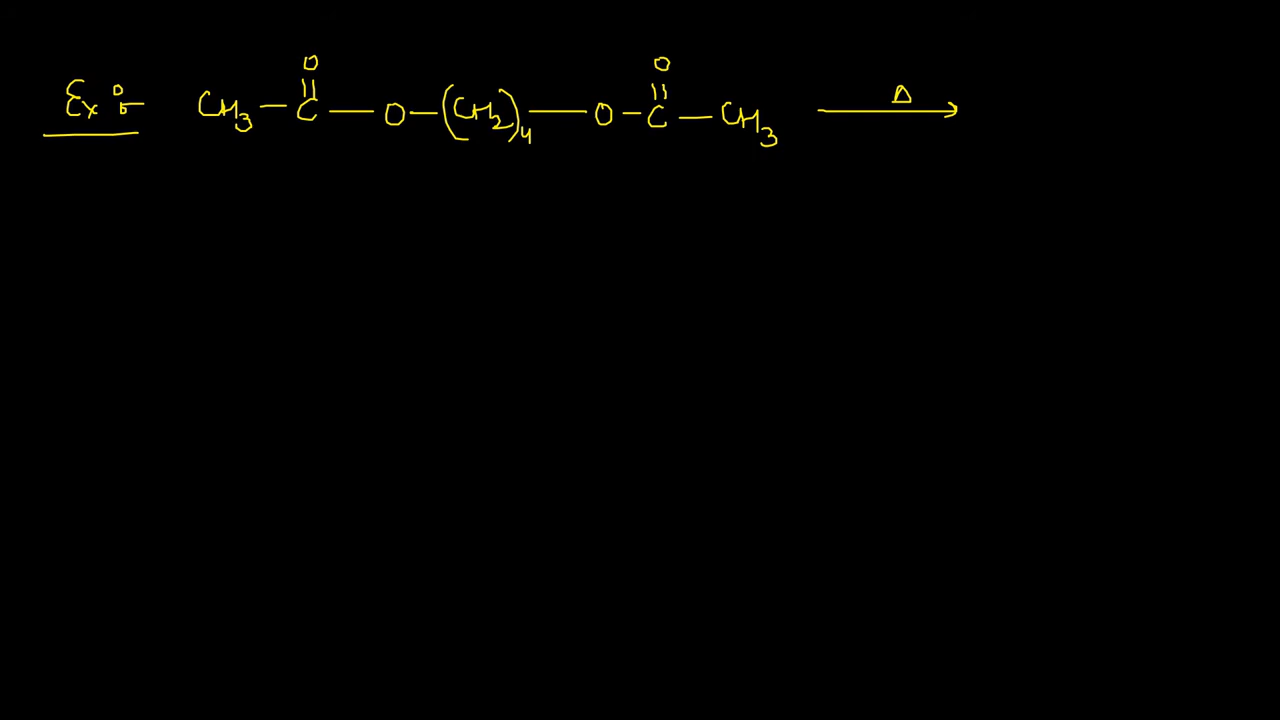 Ex :- CH3 – C(=O) – O – (CH2)4 – O – C(=O) – CH3 —Δ→